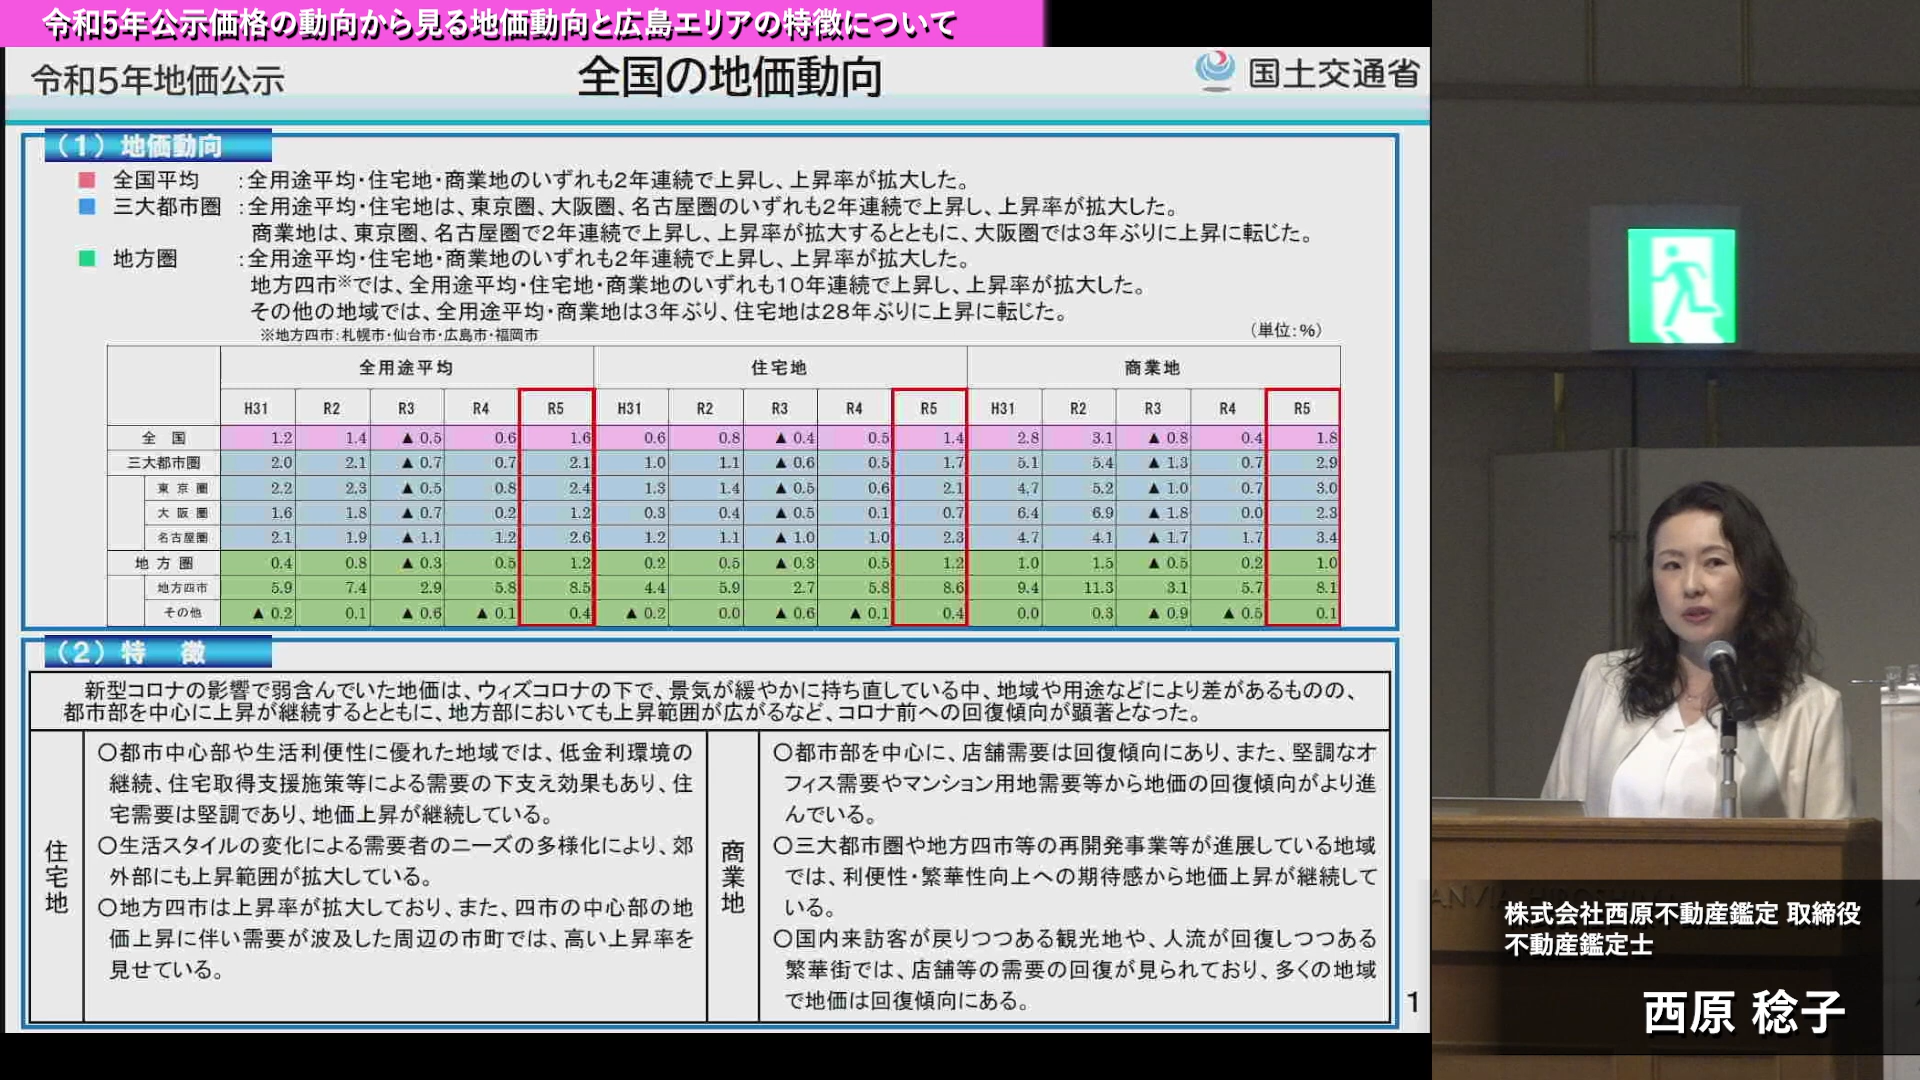 令和5年公示価格の動向から見る地価動向と広島エリアの特徴について
令和5年地価公示
全国の地価動向
国土交通省
（1）地価動向
全国平均 ：全用途平均・住宅地・商業地のいずれも2年連続で上昇し、上昇率が拡大した。
三大都市圏 ：全用途平均・住宅地は、東京圏、大阪圏、名古屋圏のいずれも2年連続で上昇し、上昇率が拡大した。
商業地は、東京圏、名古屋圏で2年連続で上昇し、上昇率が拡大するとともに、大阪圏では3年ぶりに上昇に転じた。
地方圏 ：全用途平均・住宅地・商業地のいずれも2年連続で上昇し、上昇率が拡大した。
地方四市※では、全用途平均・住宅地・商業地のいずれも10年連続で上昇し、上昇率が拡大した。
その他の地域では、全用途平均・商業地は3年ぶり、住宅地は28年ぶりに上昇に転じた。
※地方四市：札幌市・仙台市・広島市・福岡市
（単位：％）
全用途平均 住宅地 商業地
H31 R2 R3 R4 R5 H31 R2 R3 R4 R5 H31 R2 R3 R4 R5
全国 1.2 1.4 ▲ 0.5 0.6 1.6 0.6 0.8 ▲ 0.4 0.5 1.4 2.8 3.1 ▲ 0.8 0.4 1.8
三大都市圏 2.0 2.1 ▲ 0.7 0.7 2.1 1.0 1.1 ▲ 0.6 0.5 1.7 5.1 5.4 ▲ 1.3 0.7 2.9
東京圏 2.2 2.3 ▲ 0.5 0.8 2.4 1.3 1.4 ▲ 0.5 0.6 2.1 4.7 5.2 ▲ 1.0 0.7 3.0
大阪圏 1.6 1.8 ▲ 0.7 0.2 1.2 0.3 0.4 ▲ 0.5 0.1 0.7 6.4 6.9 ▲ 1.8 0.0 2.3
名古屋圏 2.1 1.9 ▲ 1.1 1.2 2.6 1.2 1.1 ▲ 1.0 1.0 2.3 4.7 4.1 ▲ 1.7 1.7 3.4
地方圏 0.4 0.8 ▲ 0.3 0.5 1.2 0.2 0.5 ▲ 0.3 0.5 1.2 1.0 1.5 ▲ 0.5 0.2 1.0
地方四市 5.9 7.4 2.9 5.8 8.5 4.4 5.9 2.7 5.8 8.6 9.4 11.3 3.1 5.7 8.1
その他 ▲ 0.2 0.1 ▲ 0.6 ▲ 0.1 0.4 ▲ 0.2 0.0 ▲ 0.6 ▲ 0.1 0.4 0.0 0.3 ▲ 0.9 ▲ 0.5 0.1
（2）特 徴
新型コロナの影響で弱含んでいた地価は、ウィズコロナの下で、景気が緩やかに持ち直している中、地域や用途などにより差があるものの、
都市部を中心に上昇が継続するとともに、地方部においても上昇範囲が広がるなど、コロナ前への回復傾向が顕著となった。
住宅地
○都市中心部や生活利便性に優れた地域では、低金利環境の
継続、住宅取得支援施策等による需要の下支え効果もあり、住
宅需要は堅調であり、地価上昇が継続している。
○生活スタイルの変化による需要者のニーズの多様化により、郊
外部にも上昇範囲が拡大している。
○地方四市は上昇率が拡大しており、また、四市の中心部の地
価上昇に伴い需要が波及した周辺の市町では、高い上昇率を
見せている。
商業地
○都市部を中心に、店舗需要は回復傾向にあり、また、堅調なオ
フィス需要やマンション用地需要等から地価の回復傾向がより進
んでいる。
○三大都市圏や地方四市等の再開発事業等が進展している地域
では、利便性・繁華性向上への期待感から地価上昇が継続して
いる。
○国内来訪客が戻りつつある観光地や、人流が回復しつつある
繁華街では、店舗等の需要の回復が見られており、多くの地域
で地価は回復傾向にある。
1
株式会社西原不動産鑑定 取締役
不動産鑑定士
西原 稔子